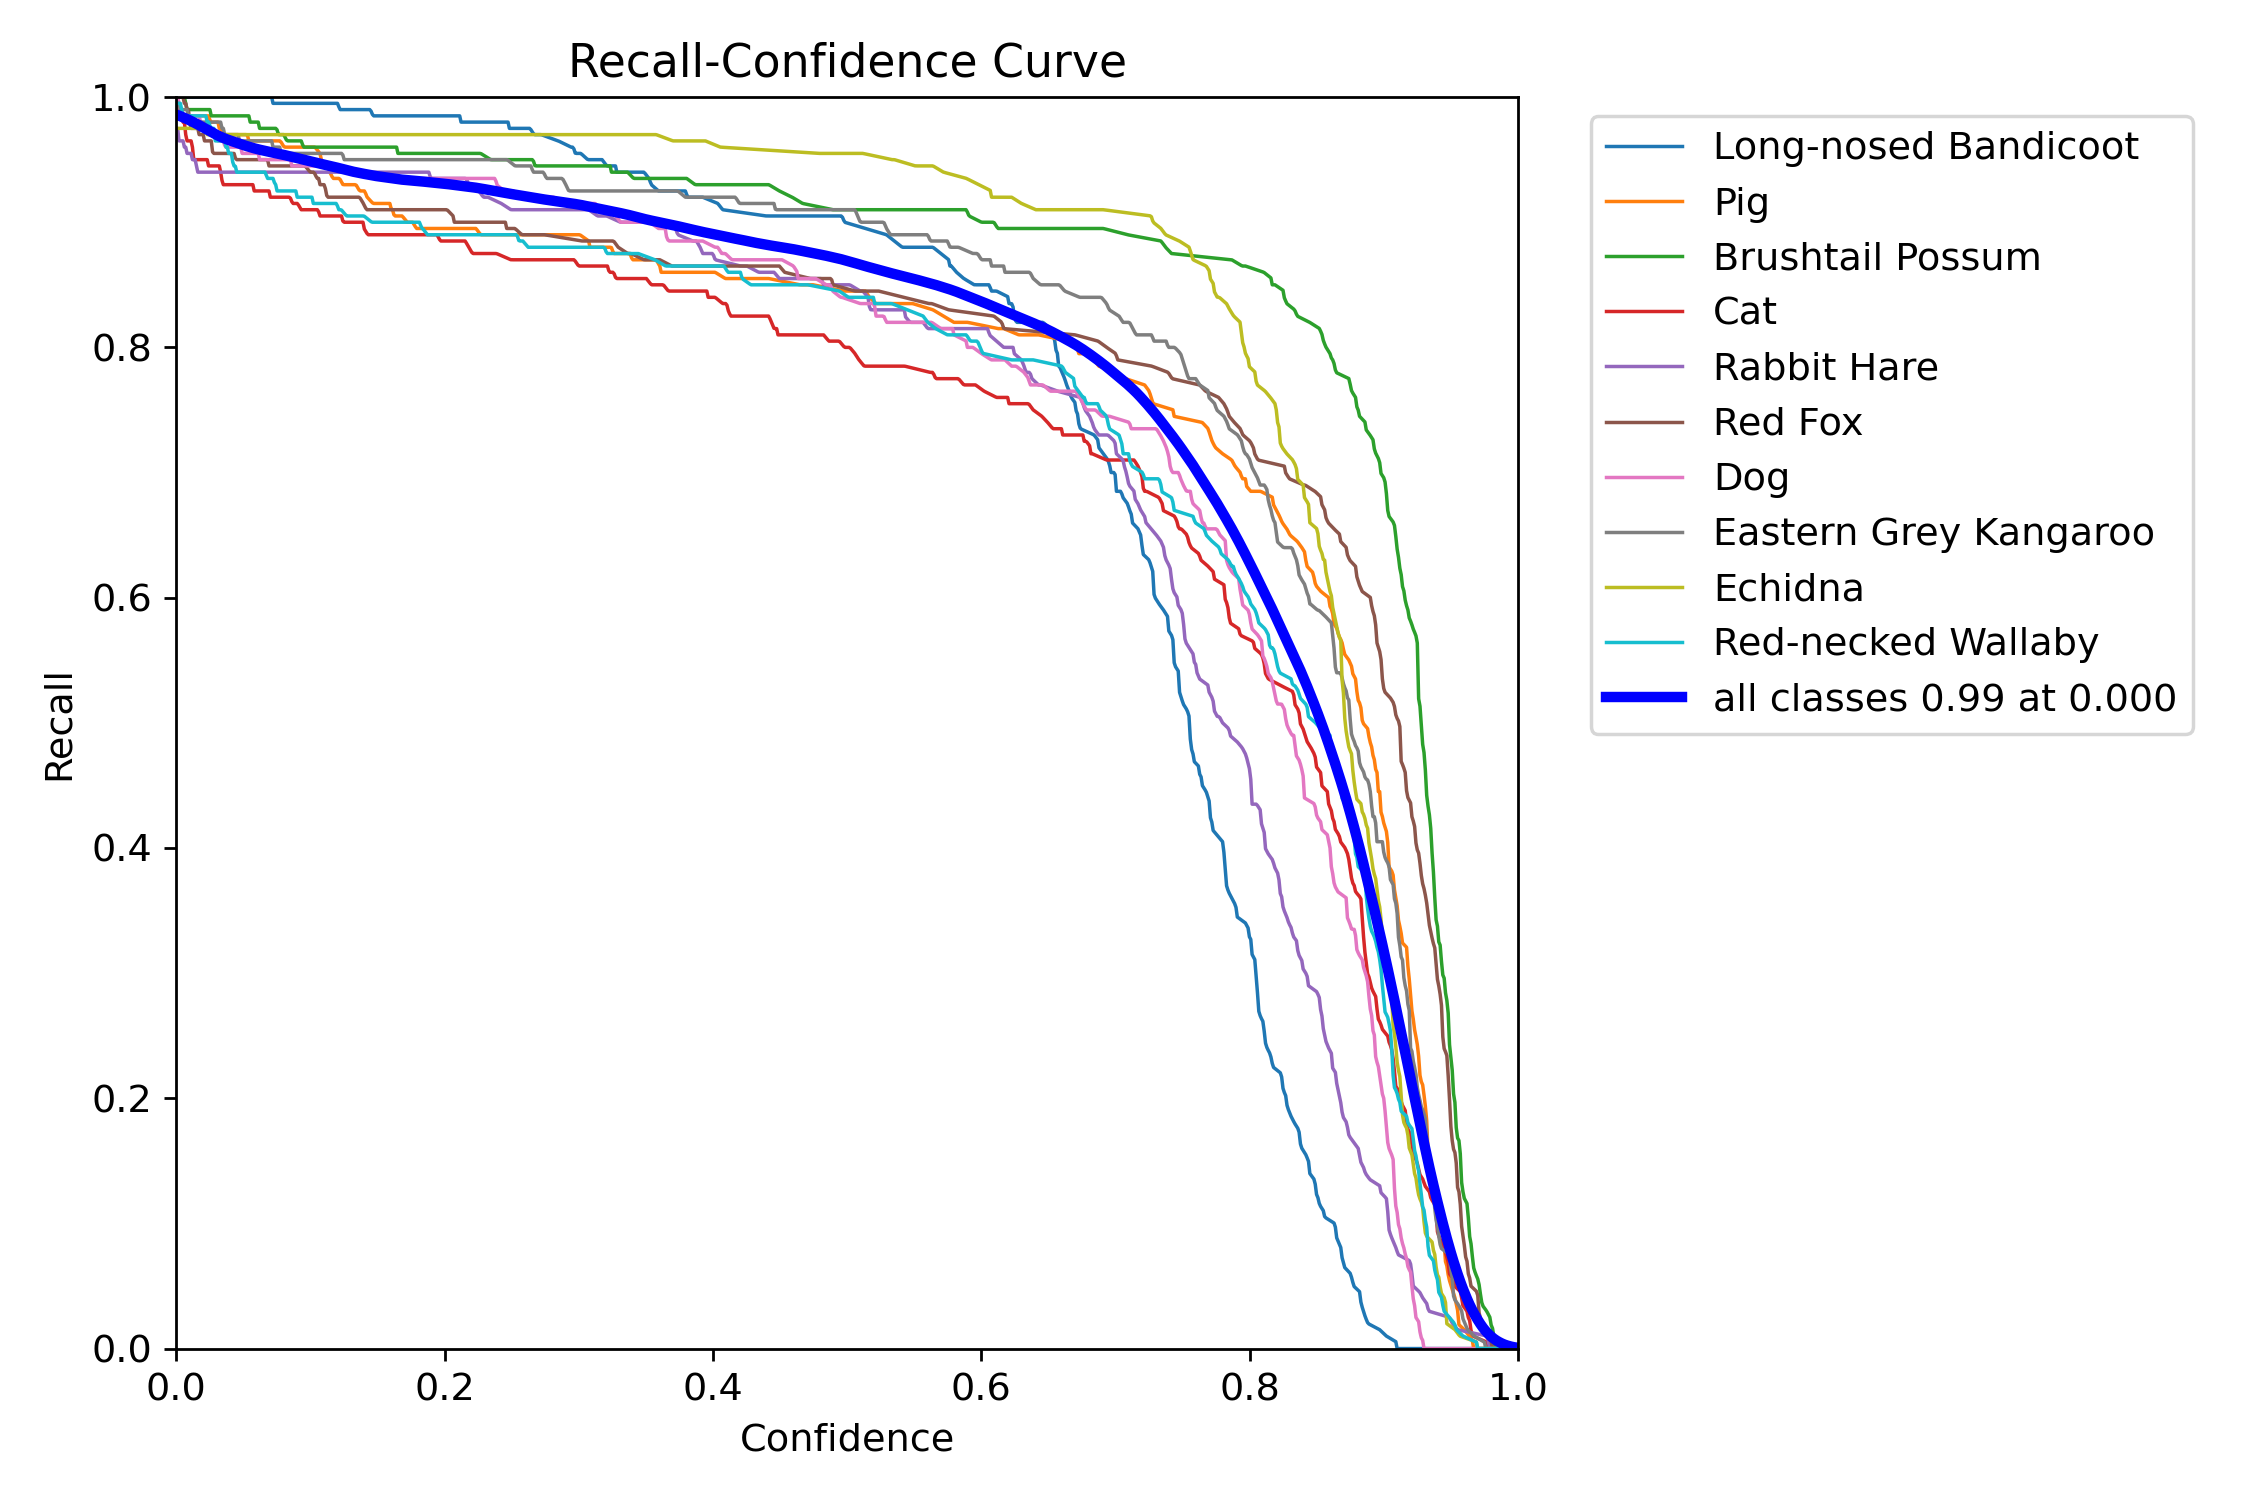 Recall-Confidence Curve
1.0
0.8
0.6
0.4
0.2
0.0
Recall
0.0 0.2 0.4 0.6 0.8 1.0
Confidence
Long-nosed Bandicoot
Pig
Brushtail Possum
Cat
Rabbit Hare
Red Fox
Dog
Eastern Grey Kangaroo
Echidna
Red-necked Wallaby
all classes 0.99 at 0.000